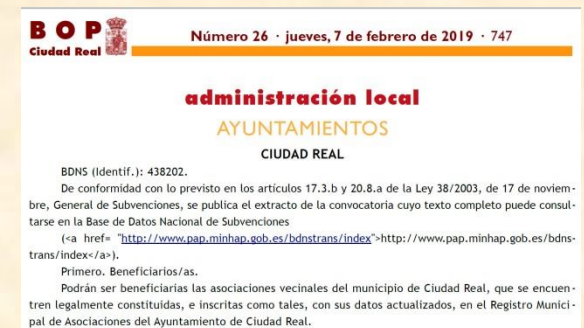 BOP
Ciudad Real
Número 26 · jueves, 7 de febrero de 2019 · 747
administración local
AYUNTAMIENTOS
CIUDAD REAL
BDNS (Identif.): 438202.
De conformidad con lo previsto en los artículos 17.3.b y 20.8.a de la Ley 38/2003, de 17 de noviem-
bre, General de Subvenciones, se publica el extracto de la convocatoria cuyo texto completo puede consul-
tarse en la Base de Datos Nacional de Subvenciones
(<a href= "http://www.pap.minhap.gob.es/bdnstrans/index">http://www.pap.minhap.gob.es/bdns-
trans/index</a>).
Primero. Beneficiarios/as.
Podrán ser beneficiarias las asociaciones vecinales del municipio de Ciudad Real, que se encuen-
tren legalmente constituidas, e inscritas como tales, con sus datos actualizados, en el Registro Munici-
pal de Asociaciones del Ayuntamiento de Ciudad Real.